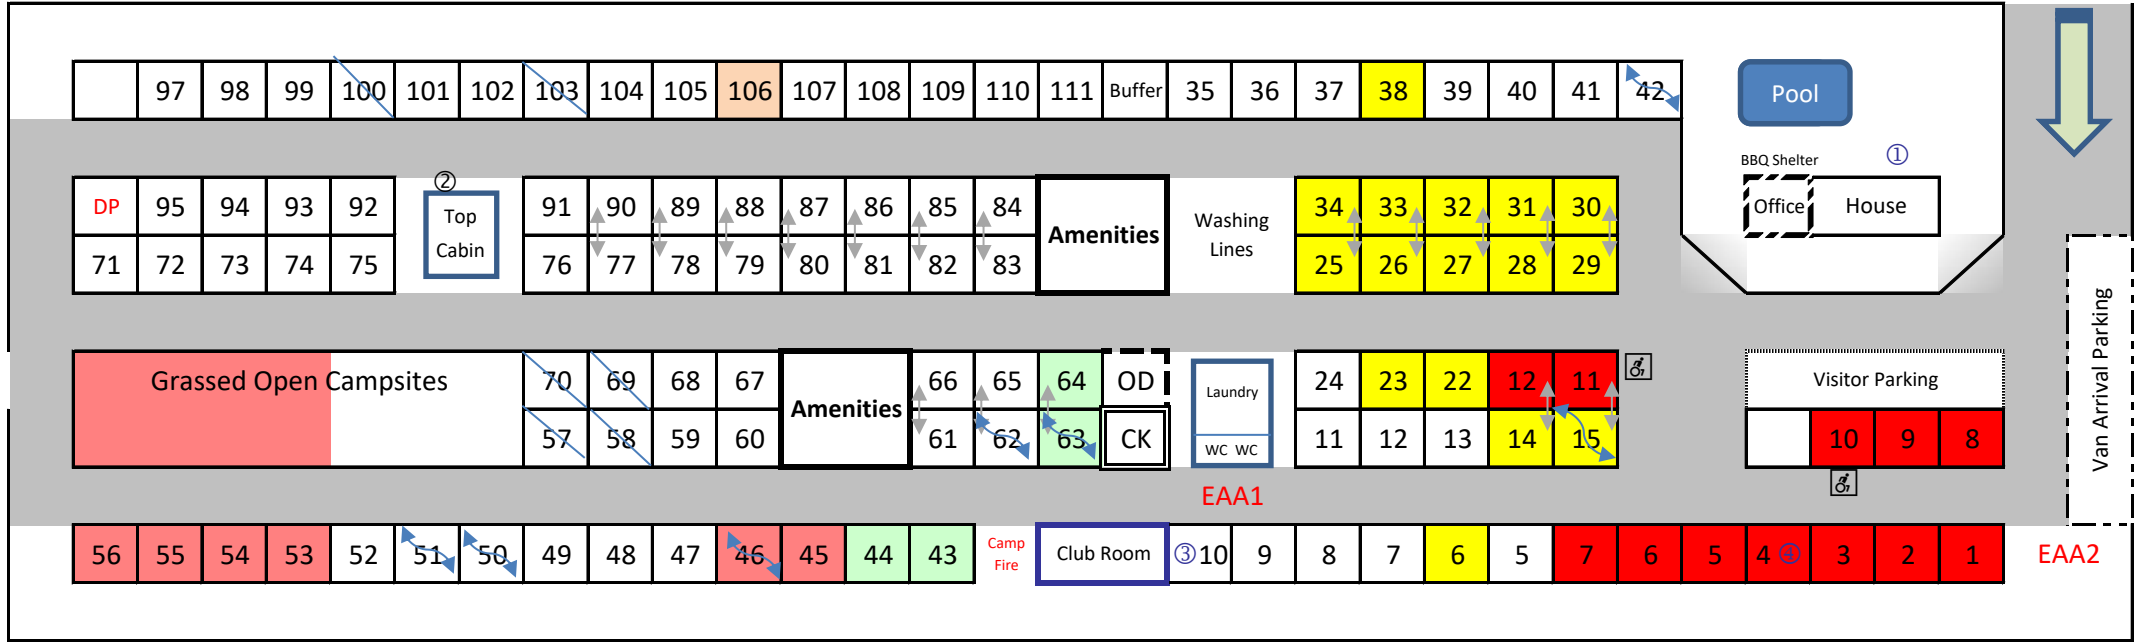 97 98 99 100 101 102 103 104 105 106 107 108 109 110 111 Buffer 35 36 37 38 39 40 41 42
Pool
BBQ Shelter
①
②
DP 95 94 93 92
Top
Cabin
91 90 89 88 87 86 85 84
Amenities
Washing
Lines
34 33 32 31 30
Office
House
71 72 73 74 75
76 77 78 79 80 81 82 83
25 26 27 28 29
Van Arrival Parking
Grassed Open Campsites
70 69 68 67
Amenities
66 65 64 OD
Laundry
24 23 22 12 11
Visitor Parking
57 58 59 60
61 62 63 CK
WC WC
11 12 13 14 15
10 9 8
EAA1
56 55 54 53 52 51 50 49 48 47 46 45 44 43
Camp
Fire
Club Room
③10 9 8 7 6 5 7 6 5 4 ④ 3 2 1
EAA2